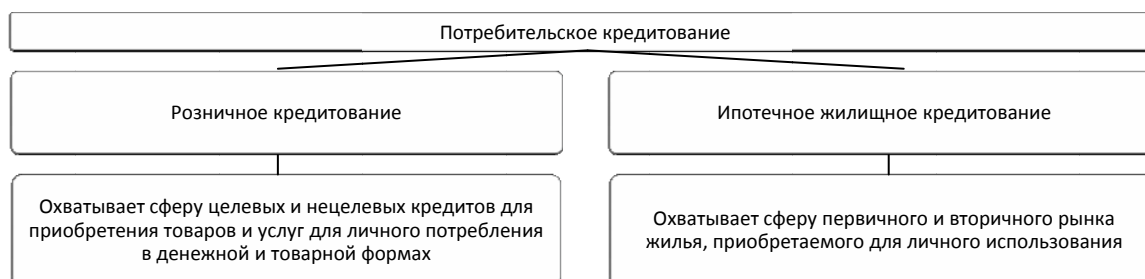 Потребительское кредитование
Розничное кредитование
Ипотечное жилищное кредитование
Охватывает сферу целевых и нецелевых кредитов для
приобретения товаров и услуг для личного потребления
в денежной и товарной формах
Охватывает сферу первичного и вторичного рынка
жилья, приобретаемого для личного использования